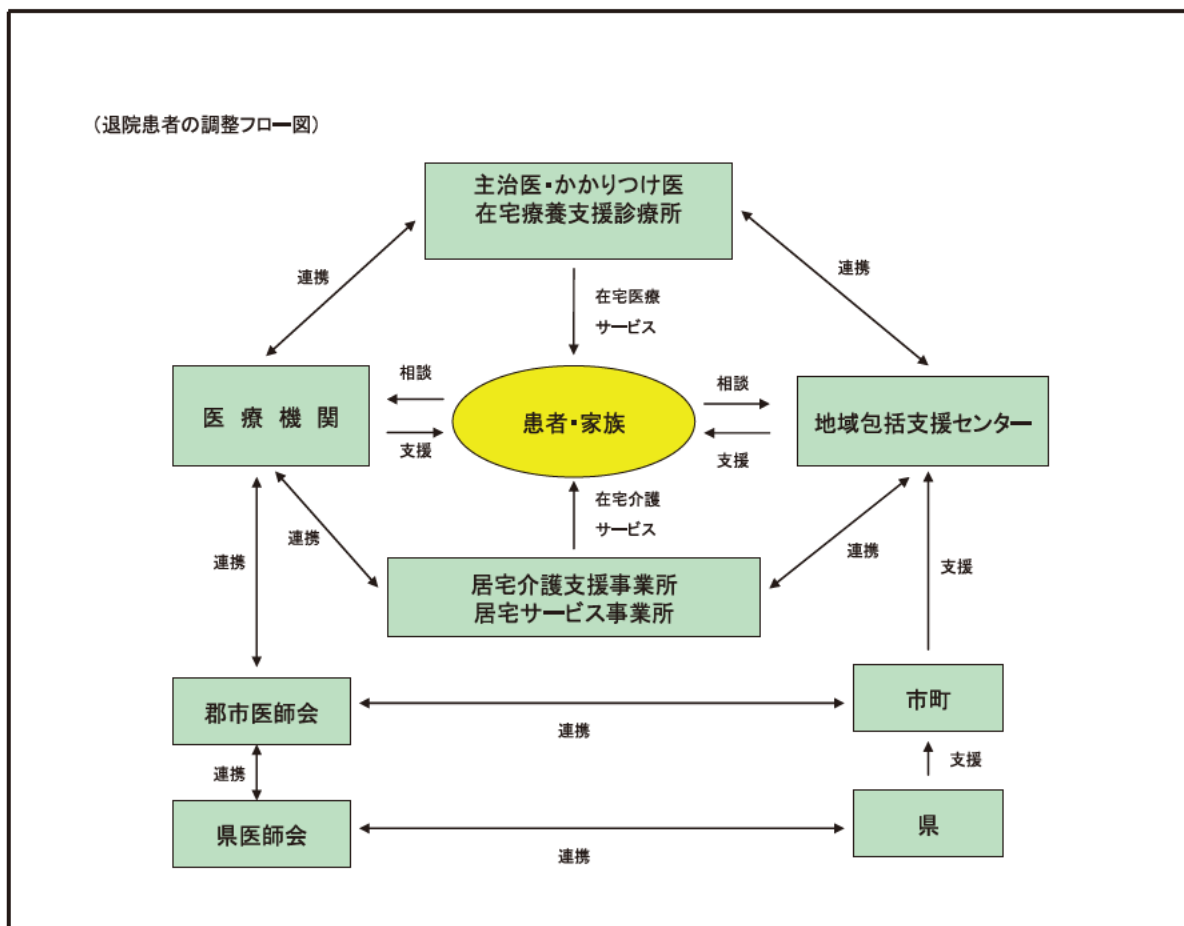 （退院患者の調整フロー図）
主治医・かかりつけ医
在宅療養支援診療所
連携
連携
在宅医療
サービス
医療機関
相談
支援
患者・家族
相談
支援
地域包括支援センター
在宅介護
サービス
連携
連携
連携
支援
居宅介護支援事業所
居宅サービス事業所
郡市医師会
連携
市町
連携
支援
県医師会
連携
県